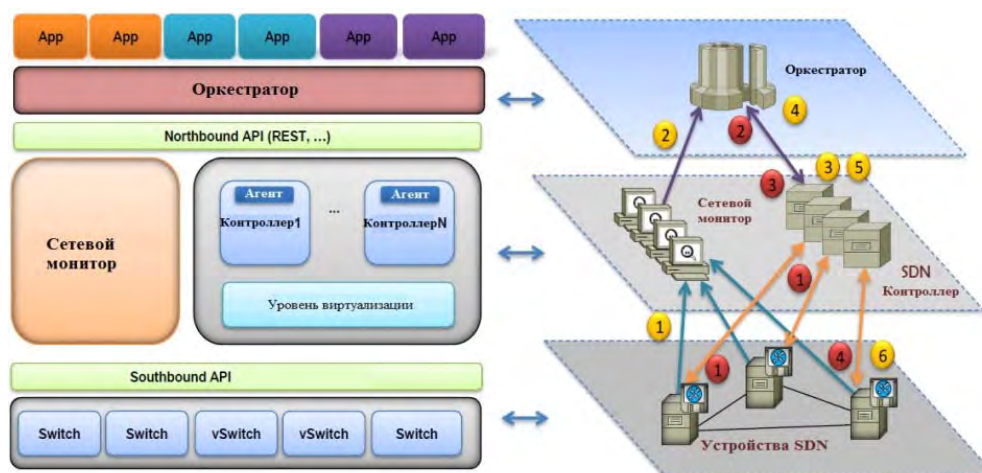 App App App App App App
Оркестратор
Northbound API (REST, ...)
Сетевой
монитор
Агент
Контроллер1
...
Агент
КонтроллерN
Уровень виртуализации
Southbound API
Switch Switch vSwitch vSwitch Switch
Оркестратор
2
2
4
3
5
3
Сетевой
монитор
1
SDN
Контроллер
1
1
4
6
Устройства SDN